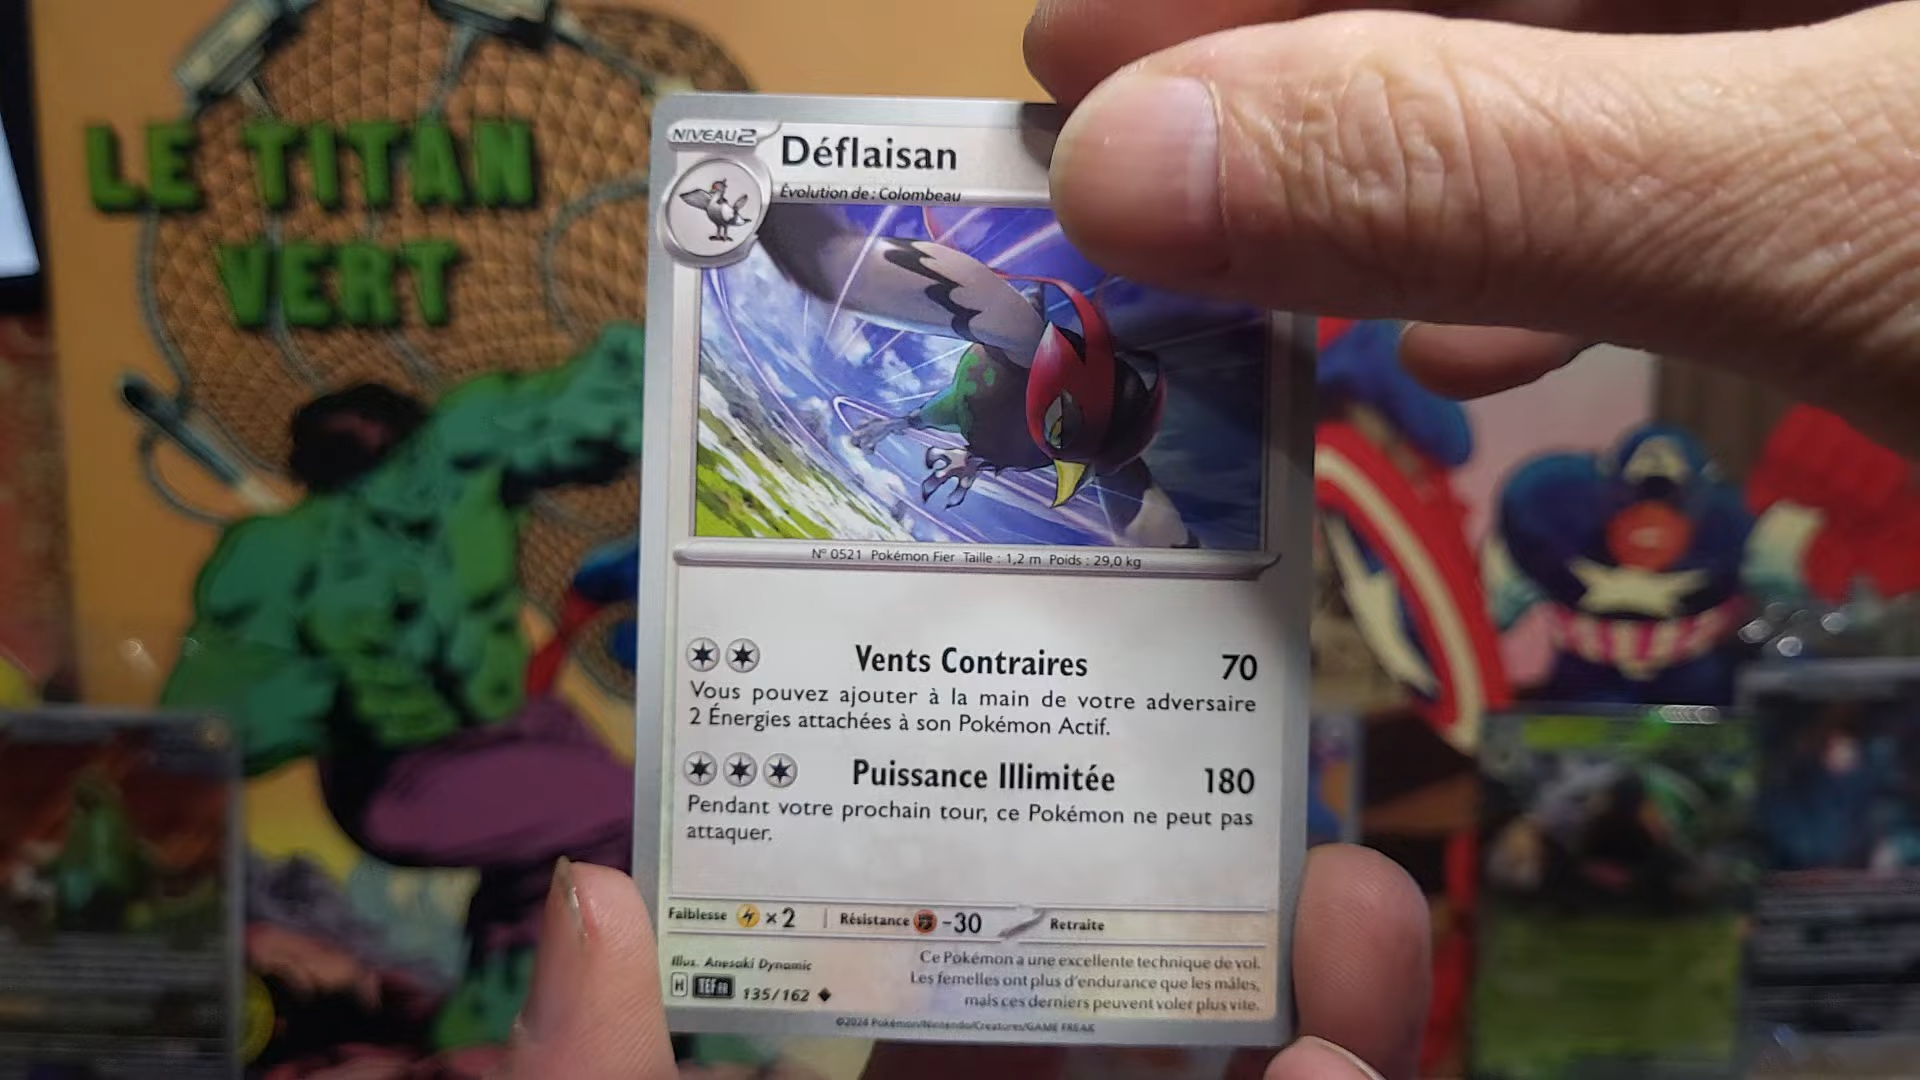 LE TITAN
VERT
NIVEAU 2
Déflaisan
Évolution de : Colombeau
N° 0521 Pokémon Fier Taille : 1,2 m Poids : 29,0 kg
Vents Contraires 70
Vous pouvez ajouter à la main de votre adversaire
2 Énergies attachées à son Pokémon Actif.
Puissance Illimitée 180
Pendant votre prochain tour, ce Pokémon ne peut pas
attaquer.
Faiblesse ×2 Résistance -30 Retraite
Illus. Anesaki Dynamic
Ce Pokémon a une excellente technique de vol.
Les femelles ont plus d'endurance que les mâles,
mais ces derniers peuvent voler plus vite.
H TEF FR 135/162
©2024 Pokémon/Nintendo/Creatures/GAME FREAK